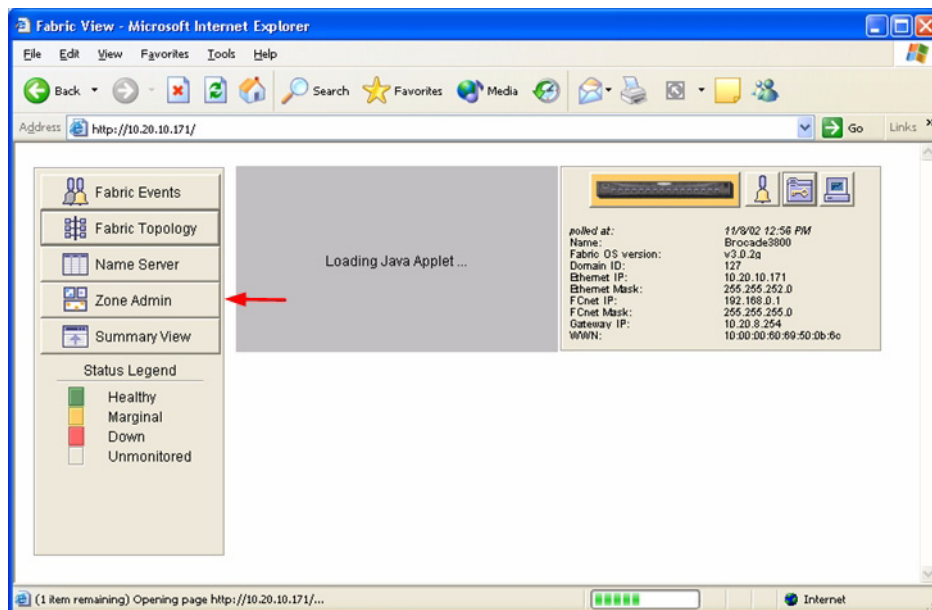 Fabric View - Microsoft Internet Explorer
File Edit View Favorites Tools Help
Back Search Favorites Media
Address http://10.20.10.171/ Go Links »
Fabric Events
Fabric Topology
Name Server
Zone Admin
Summary View
Status Legend
Healthy
Marginal
Down
Unmonitored
Loading Java Applet ...
polled at: 11/8/02 12:56 PM
Name: Brocade3800
Fabric OS version: v3.0.2g
Domain ID: 127
Ethernet IP: 10.20.10.171
Ethernet Mask: 255.255.252.0
FCnet IP: 192.168.0.1
FCnet Mask: 255.255.255.0
Gateway IP: 10.20.8.254
WWN: 10:00:00:60:69:50:0b:6c
(1 item remaining) Opening page http://10.20.10.171/... Internet